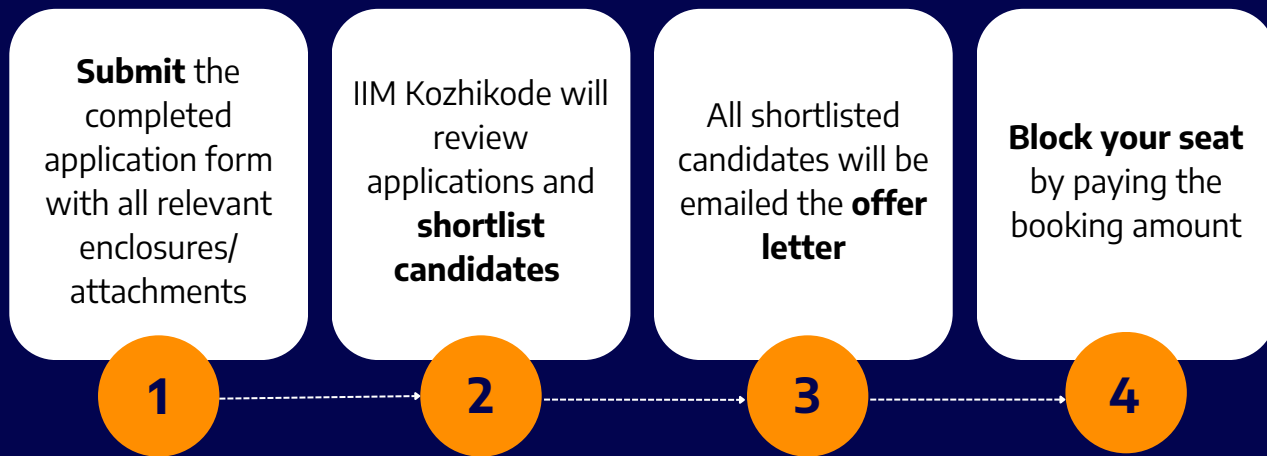 Submit the
completed
application form
with all relevant
enclosures/
attachments
1
IIM Kozhikode will
review
applications and
shortlist
candidates
2
All shortlisted
candidates will be
emailed the offer
letter
3
Block your seat
by paying the
booking amount
4